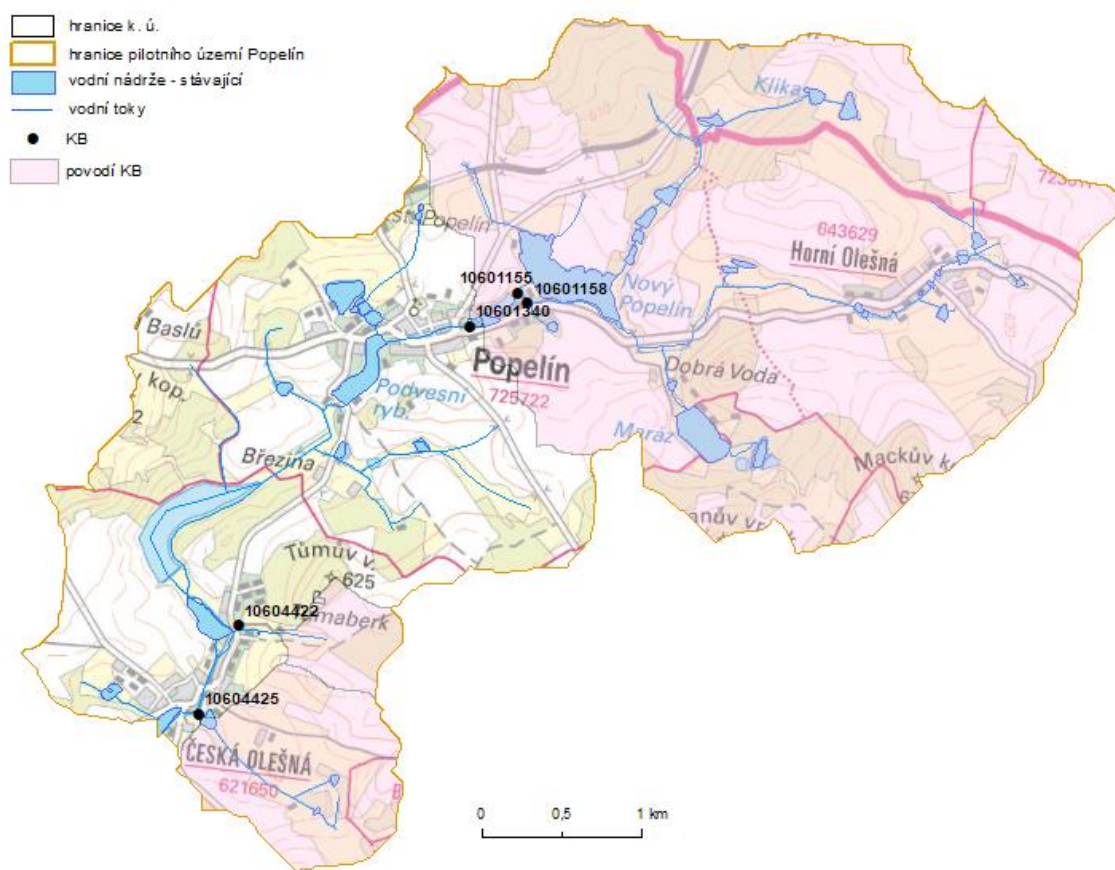 hranice k. ú.
hranice pilotního území Popelín
vodní nádrže - stávající
vodní toky
KB
povodí KB
Klikas
643629
Horní Olešná
Popelín
10601155
10601158
Nový
Popelín
10601340
Baslů
Popelín
725722
Dobrá Voda
kop.
2
Podvesní
ryb.
Maráz
Mackův k
Březina
Tůmův v.
625
10604422
10604425
ČESKÁ OLEŠNÁ
621650
0 0,5 1 km